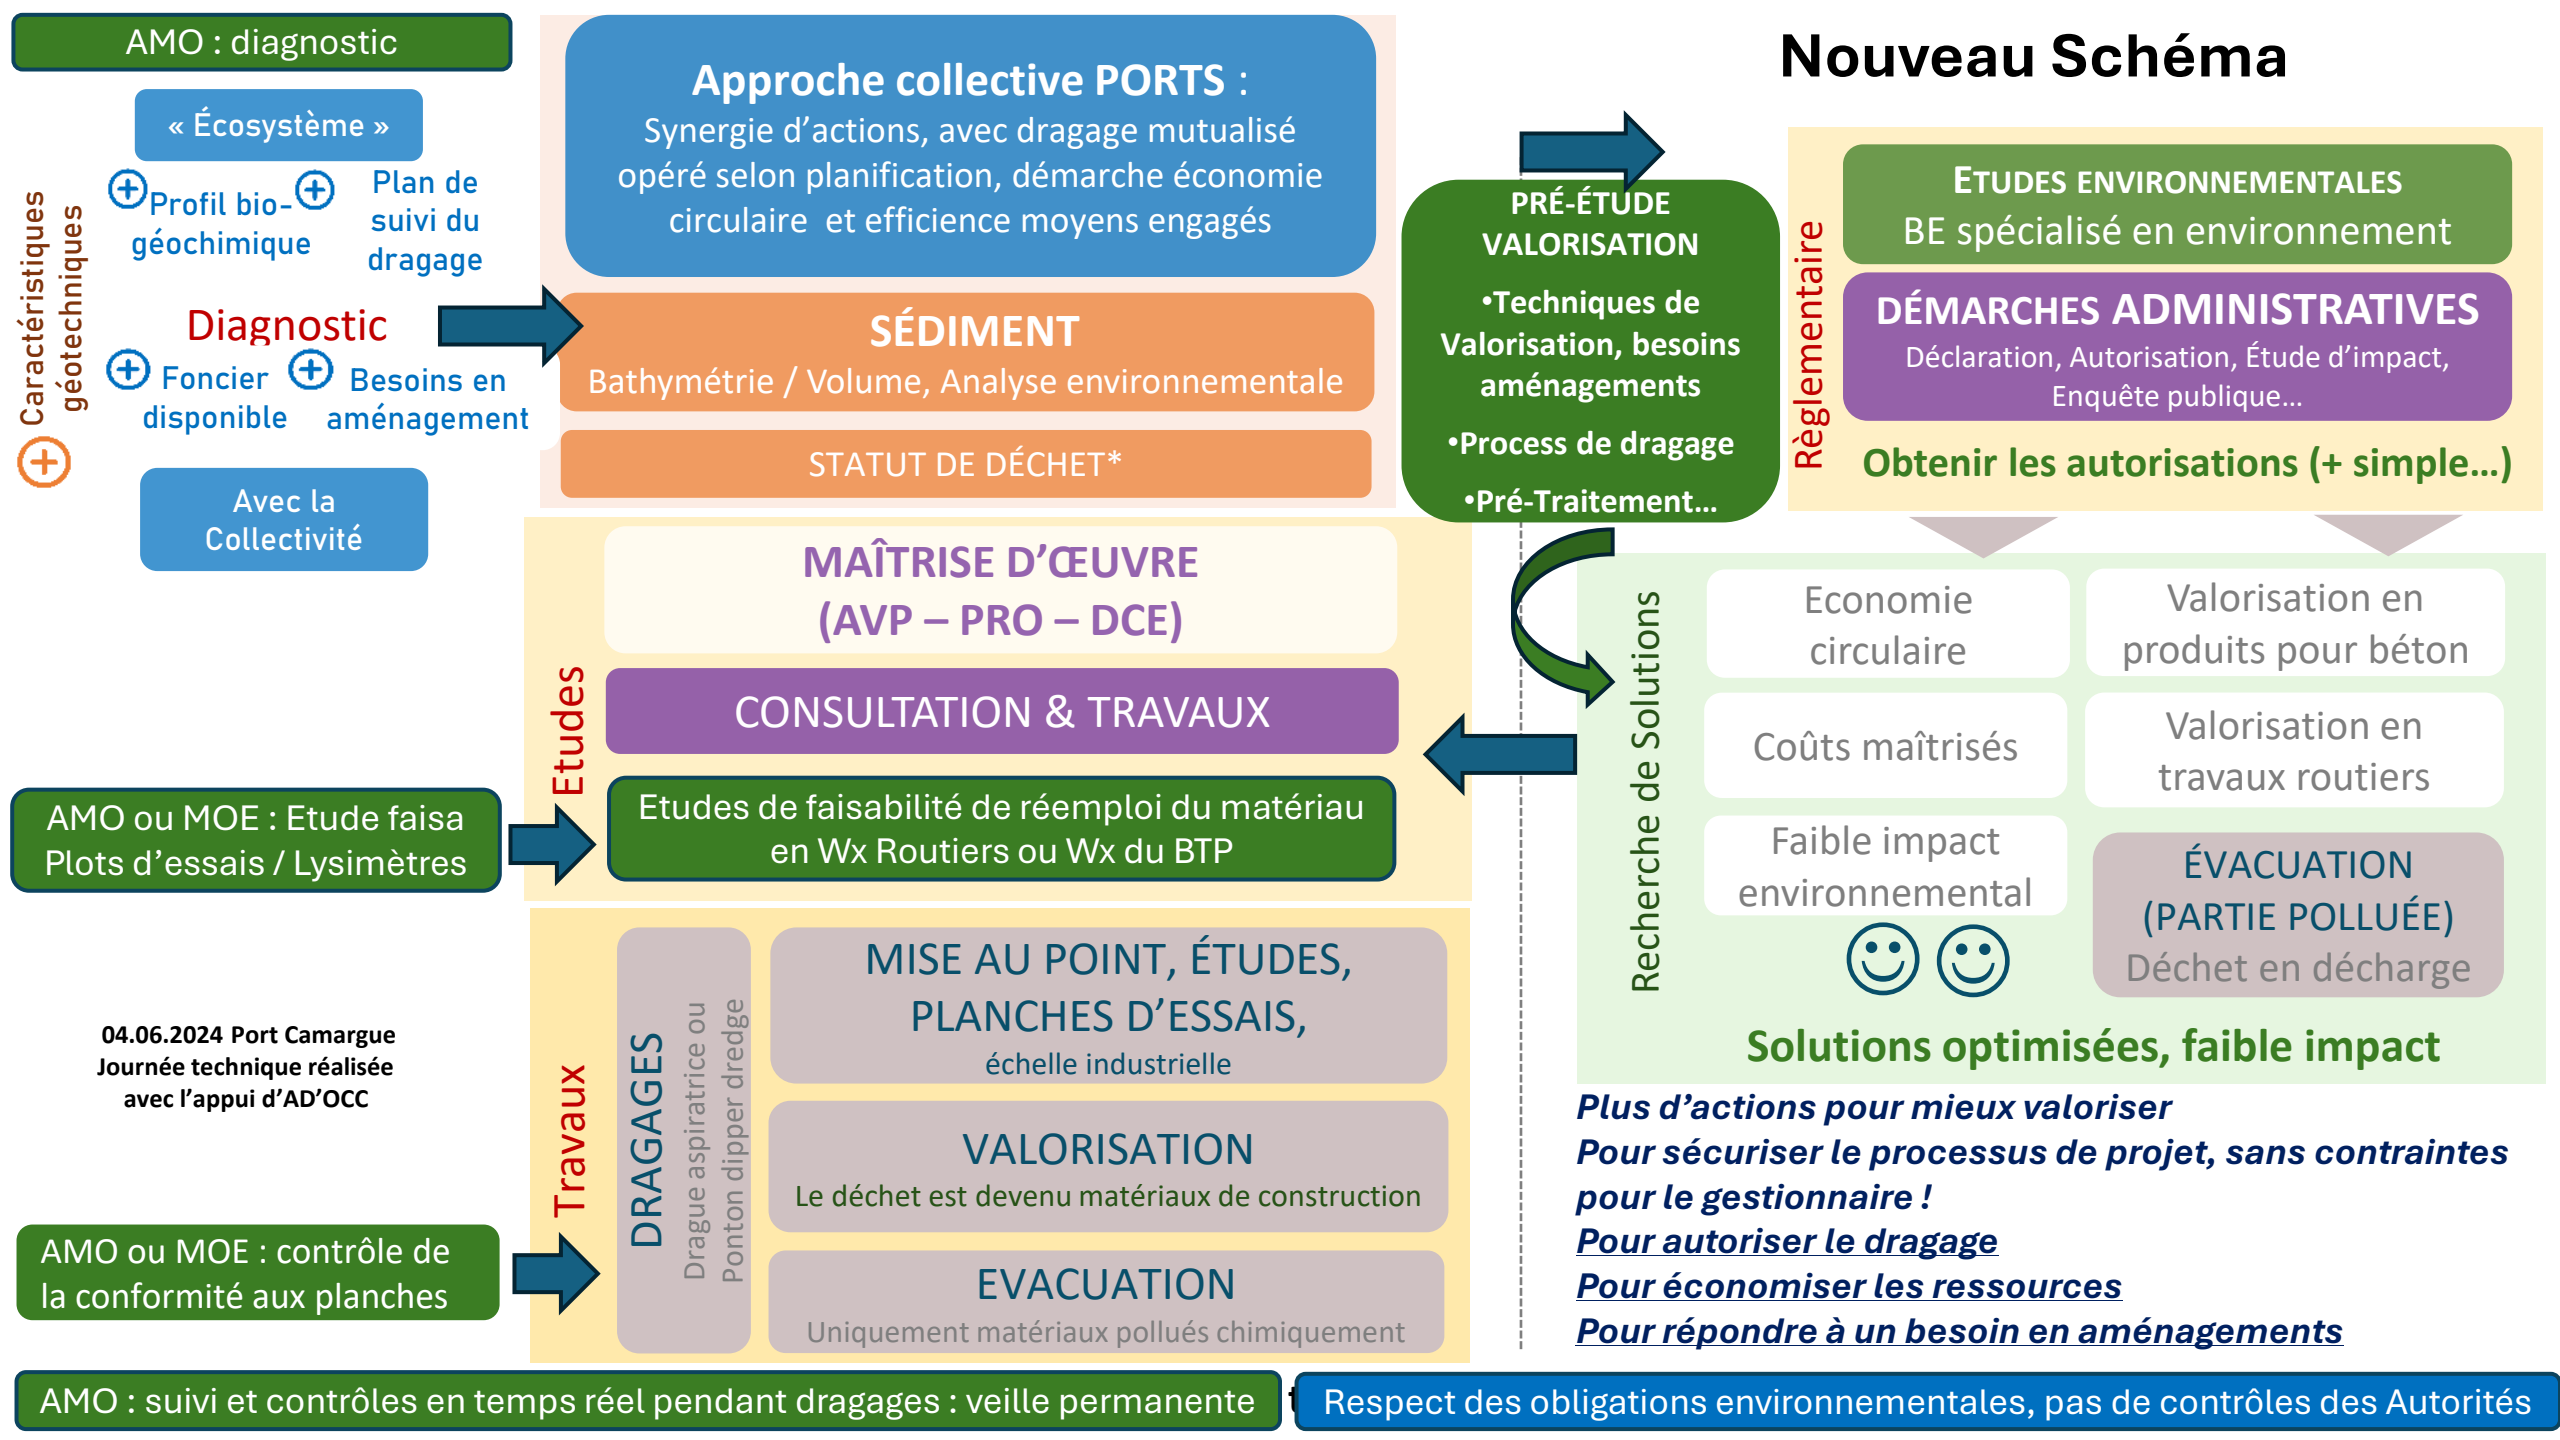 AMO : diagnostic
« Écosystème »
Profil bio-
géochimique
Plan de
suivi du
dragage
Caractéristiques
géotechniques
Diagnostic
Foncier
disponible
Besoins en
aménagement
Avec la
Collectivité
Approche collective PORTS :
Synergie d’actions, avec dragage mutualisé
opéré selon planification, démarche économie
circulaire et efficience moyens engagés
SÉDIMENT
Bathymétrie / Volume, Analyse environnementale
STATUT DE DÉCHET*
PRÉ-ÉTUDE
VALORISATION
•Techniques de
Valorisation, besoins
aménagements
•Process de dragage
•Pré-Traitement...
Nouveau Schéma
Règlementaire
ETUDES ENVIRONNEMENTALES
BE spécialisé en environnement
DÉMARCHES ADMINISTRATIVES
Déclaration, Autorisation, Étude d’impact,
Enquête publique...
Obtenir les autorisations (+ simple...)
Etudes
MAÎTRISE D’ŒUVRE
(AVP – PRO – DCE)
CONSULTATION & TRAVAUX
Etudes de faisabilité de réemploi du matériau
en Wx Routiers ou Wx du BTP
AMO ou MOE : Etude faisa
Plots d’essais / Lysimètres
Recherche de Solutions
Economie
circulaire
Valorisation en
produits pour béton
Coûts maîtrisés
Valorisation en
travaux routiers
Faible impact
environnemental
ÉVACUATION
(PARTIE POLLUÉE)
Déchet en décharge
Solutions optimisées, faible impact
04.06.2024 Port Camargue
Journée technique réalisée
avec l’appui d’AD’OCC
Travaux
DRAGAGES
Drague aspiratrice ou
Ponton dipper dredge
MISE AU POINT, ÉTUDES,
PLANCHES D’ESSAIS,
échelle industrielle
VALORISATION
Le déchet est devenu matériaux de construction
EVACUATION
Uniquement matériaux pollués chimiquement
AMO ou MOE : contrôle de
la conformité aux planches
Plus d’actions pour mieux valoriser
Pour sécuriser le processus de projet, sans contraintes
pour le gestionnaire !
Pour autoriser le dragage
Pour économiser les ressources
Pour répondre à un besoin en aménagements
AMO : suivi et contrôles en temps réel pendant dragages : veille permanente
Respect des obligations environnementales, pas de contrôles des Autorités